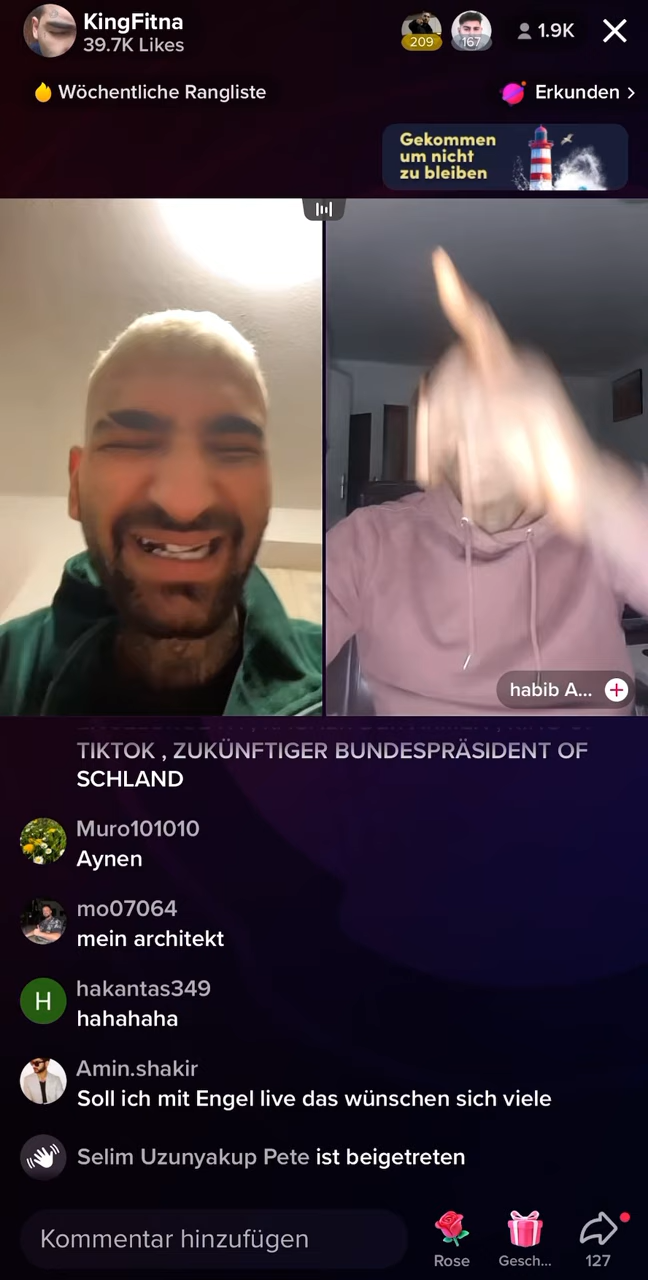 KingFitna
39.7K Likes
209
167
1.9K
Wöchentliche Rangliste
Erkunden >
Gekommen
um nicht
zu bleiben
habib A...
TIKTOK , ZUKÜNFTIGER BUNDESPRÄSIDENT OF
SCHLAND
Muro101010
Aynen
mo07064
mein architekt
H
hakantas349
hahahaha
Amin.shakir
Soll ich mit Engel live das wünschen sich viele
Selim Uzunyakup Pete ist beigetreten
Kommentar hinzufügen
Rose
Gesch...
127